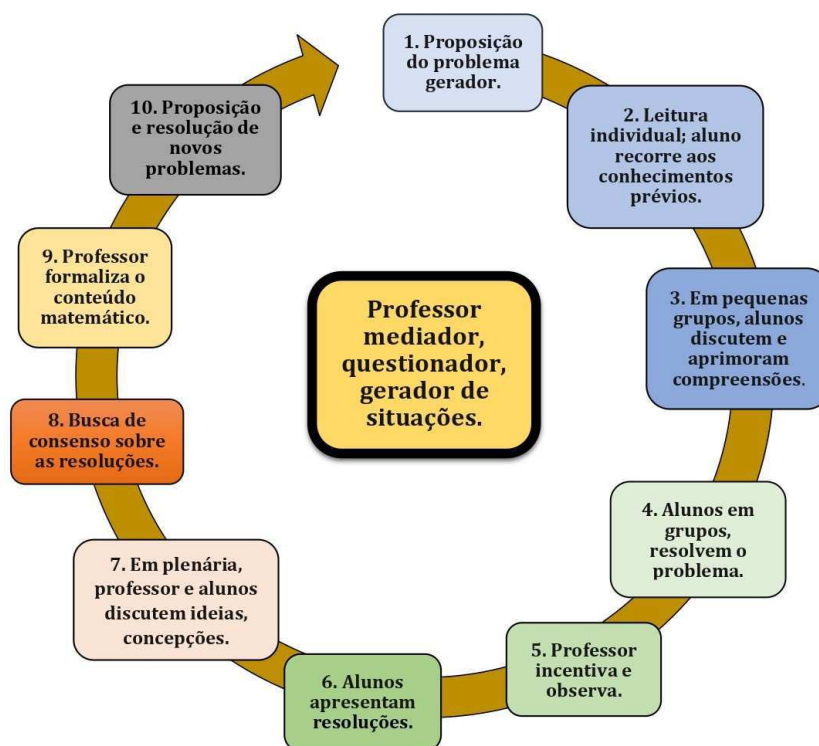 1. Proposição
do problema
gerador.
2. Leitura
individual; aluno
recorre aos
conhecimentos
prévios.
3. Em pequenas
grupos, alunos
discutem e
aprimoram
compreensões.
4. Alunos em
grupos,
resolvem o
problema.
5. Professor
incentiva e
observa.
6. Alunos
apresentam
resoluções.
7. Em plenária,
professor e alunos
discutem ideias,
concepções.
8. Busca de
consenso sobre
as resoluções.
9. Professor
formaliza o
conteúdo
matemático.
10. Proposição
e resolução de
novos
problemas.
Professor
mediador,
questionador,
gerador de
situações.